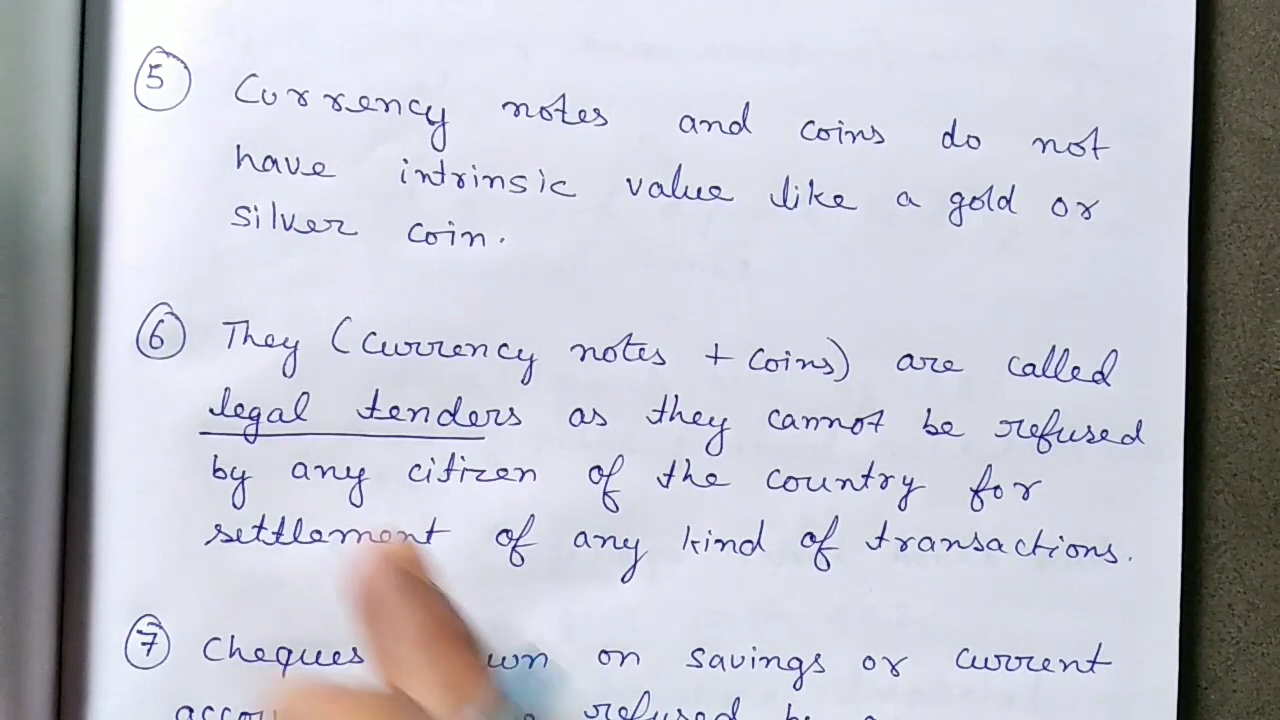 5 Currency notes and coins do not
have intrinsic value like a gold or
silver coin.
6 They (currency notes + coins) are called
legal tenders as they cannot be refused
by any citizen of the country for
settlement of any kind of transactions.
7 Cheques on savings or current
refused